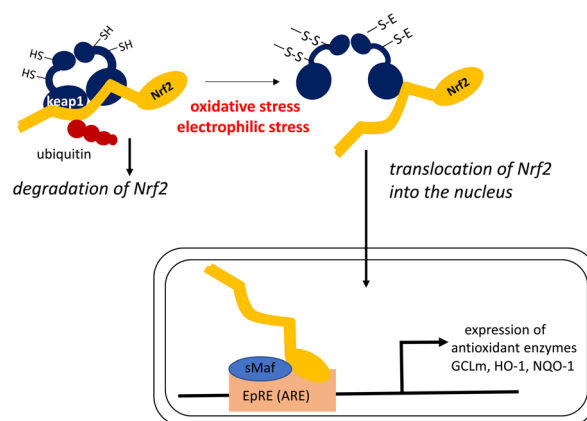 SH
HS
SH
HS
keap1
Nrf2
ubiquitin
degradation of Nrf2
oxidative stress
electrophilic stress
S-S
S-S
S-E
S-E
Nrf2
translocation of Nrf2
into the nucleus
sMaf
EpRE (ARE)
expression of
antioxidant enzymes
GCLm, HO-1, NQO-1